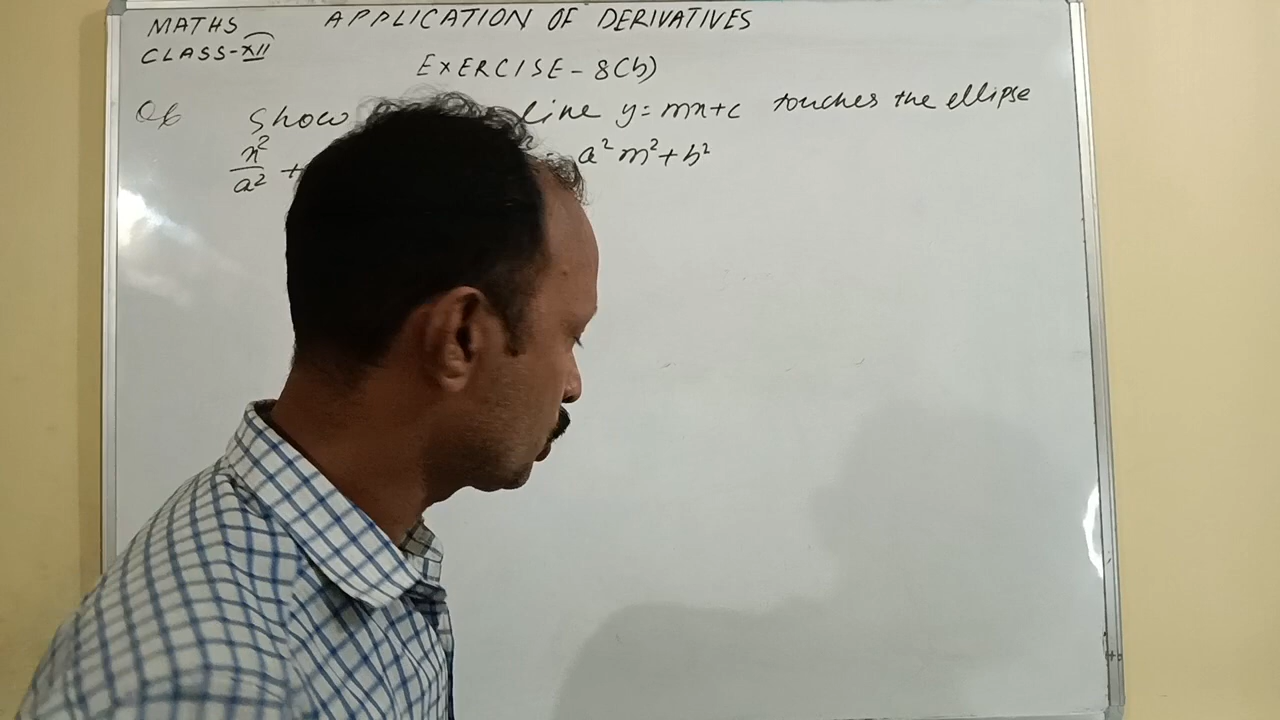 MATHS APPLICATION OF DERIVATIVES
CLASS-XII
EXERCISE-8(b)
Q6 Show line y=mx+c touches the ellipse
x²/a² + ² = a²m²+b²